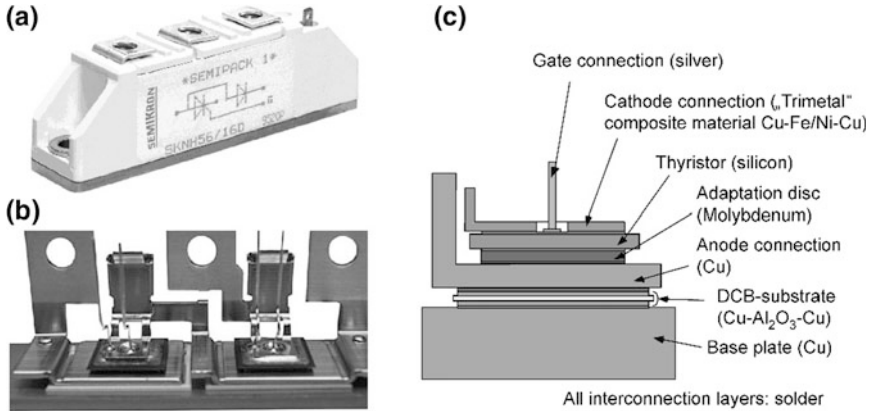 (a)
*SEMIPACK 1*
SEMIKRON
SKNH56/16D
(b)
(c)
Gate connection (silver)
Cathode connection („Trimetal“
composite material Cu-Fe/Ni-Cu)
Thyristor (silicon)
Adaptation disc
(Molybdenum)
Anode connection
(Cu)
DCB-substrate
(Cu-Al₂O₃-Cu)
Base plate (Cu)
All interconnection layers: solder